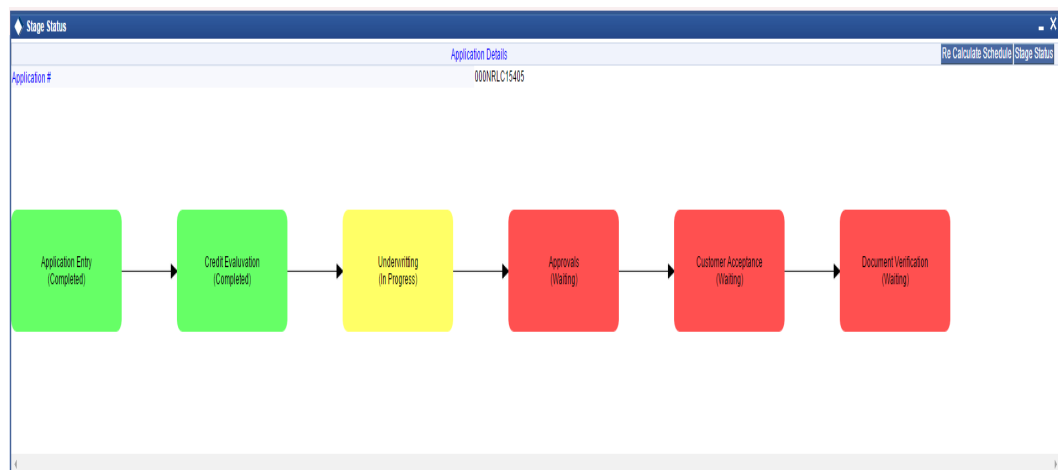 Stage Status
Application Details
Re Calculate Schedule Stage Status
Application # 000NRLC15405
Application Entry
(Completed)
Credit Evaluvation
(Completed)
Underwritting
(In Progress)
Approvals
(Waiting)
Customer Acceptance
(Waiting)
Document Verification
(Waiting)